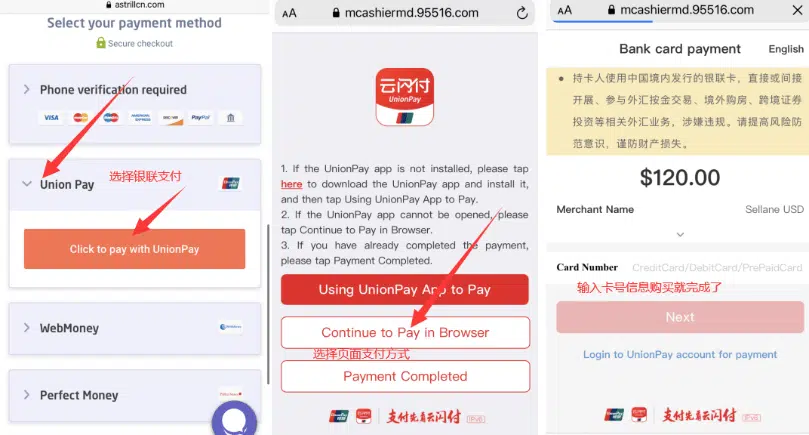 astrillcn.com
Select your payment method
Secure checkout
Phone verification required
VISA
DISCOVER
PayPal
Union Pay
选择银联支付
Click to pay with UnionPay
WebMoney
Perfect Money
AA
mcashiermd.95516.com
云闪付
UnionPay
1. If the UnionPay app is not installed, please tap
here to download the UnionPay app and install it,
and then tap Using UnionPay App to Pay.
2. If the UnionPay app cannot be opened, please
tap Continue to Pay in Browser.
3. If you have already completed the payment,
please tap Payment Completed.
Using UnionPay App to Pay
Continue to Pay in Browser
选择页面支付方式
Payment Completed
支付先看云闪付
IPv6
AA
mcashiermd.95516.com
Bank card payment
English
持卡人使用中国境内发行的银联卡，直接或间接
开展、参与外汇按金交易、境外购房、跨境证券
投资等相关外汇业务，涉嫌违规。请提高风险防
范意识，谨防财产损失。
$120.00
Merchant Name
Sellane USD
Card Number
CreditCard/DebitCard/PrePaidCard
输入卡号信息购买就完成了
Next
Login to UnionPay account for payment
支付先看云闪付
IPv6